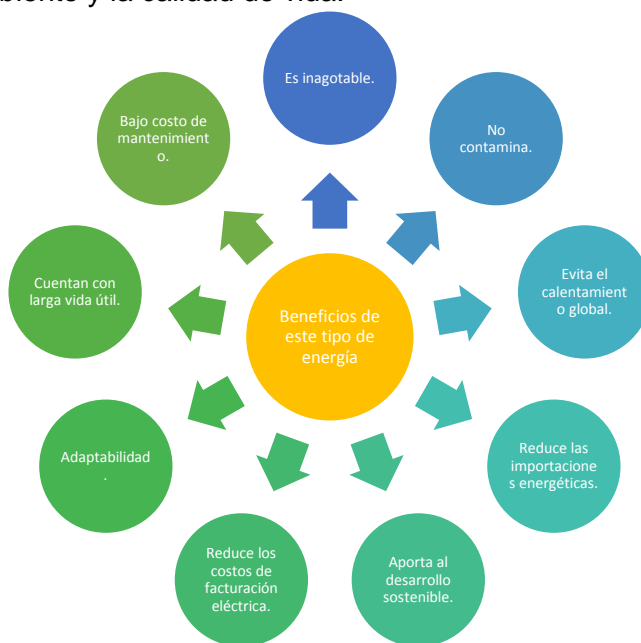 y la calidad de vida.
Es inagotable.
No
contamina.
Evita el
calentamient
o global.
Reduce las
importacione
s energéticas.
Aporta al
desarrollo
sostenible.
Reduce los
costos de
facturación
eléctrica.
Adaptabilidad
.
Cuentan con
larga vida útil.
Bajo costo de
mantenimient
o.
Beneficios de
este tipo de
energía